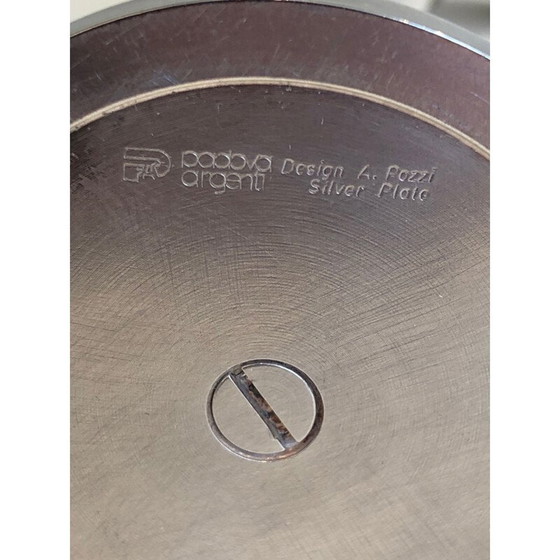 padova
argenti
Design A. Pozzi
Silver Plate